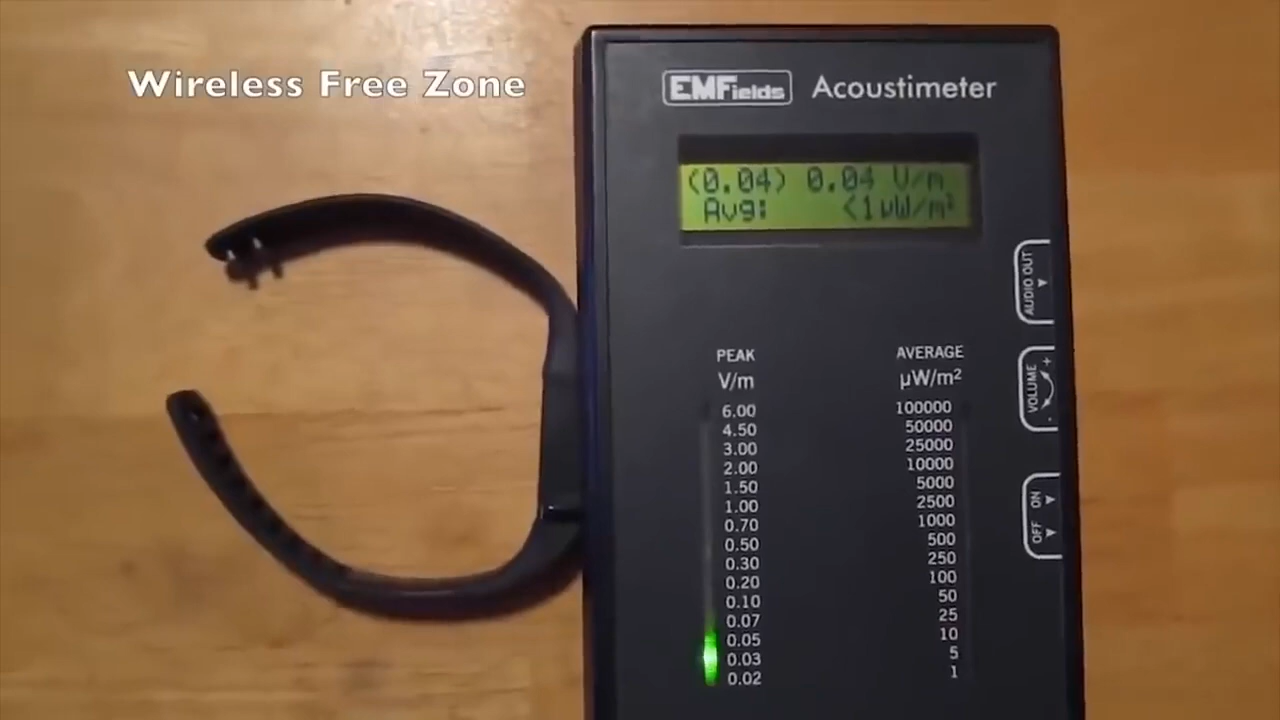 Wireless Free Zone
EMFields Acoustimeter
(0.04) 0.04 V/m
Avg: <1µW/m²
AUDIO OUT
PEAK
V/m
AVERAGE
µW/m²
VOLUME
+
-
6.00 100000
4.50 50000
3.00 25000
2.00 10000
1.50 5000
1.00 2500
0.70 1000
0.50 500
0.30 250
0.20 100
0.10 50
0.07 25
0.05 10
0.03 5
0.02 1
OFF ON